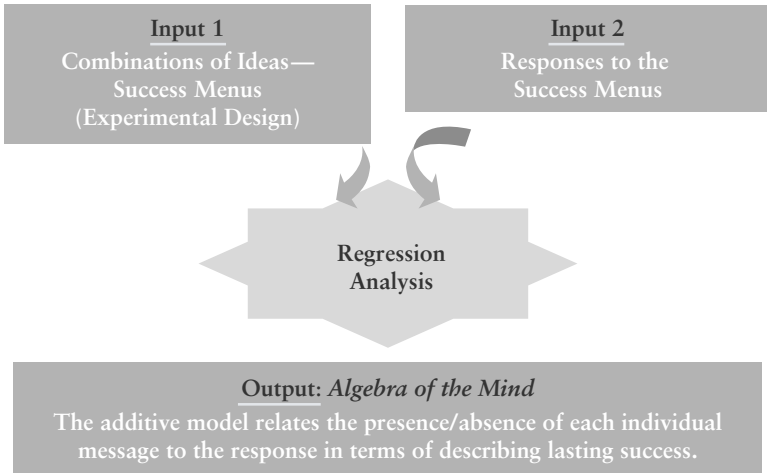 Input 1
Combinations of Ideas—
Success Menus
(Experimental Design)
Input 2
Responses to the
Success Menus
Regression
Analysis
Output: Algebra of the Mind
The additive model relates the presence/absence of each individual
message to the response in terms of describing lasting success.